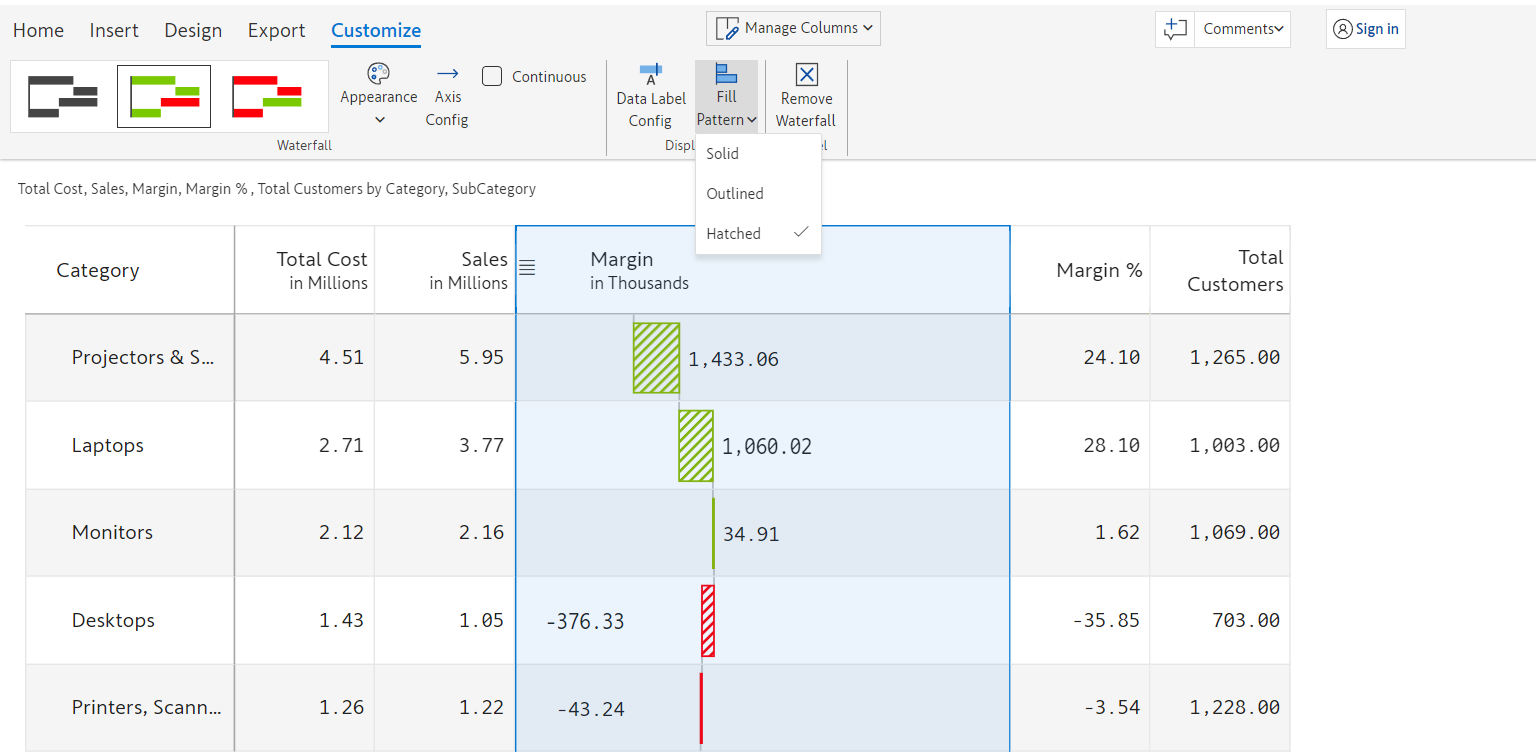 Home Insert Design Export Customize
Manage Columns
Comments
Sign in
Appearance
Axis
Config
Continuous
Waterfall
Data Label
Config
Fill
Pattern
Remove
Waterfall
Solid
Outlined
Hatched
Total Cost, Sales, Margin, Margin % , Total Customers by Category, SubCategory
Category
Total Cost
in Millions
Sales
in Millions
Margin
in Thousands
Margin %
Total
Customers
Projectors & S... 4.51 5.95 1,433.06 24.10 1,265.00
Laptops 2.71 3.77 1,060.02 28.10 1,003.00
Monitors 2.12 2.16 34.91 1.62 1,069.00
Desktops 1.43 1.05 -376.33 -35.85 703.00
Printers, Scann... 1.26 1.22 -43.24 -3.54 1,228.00